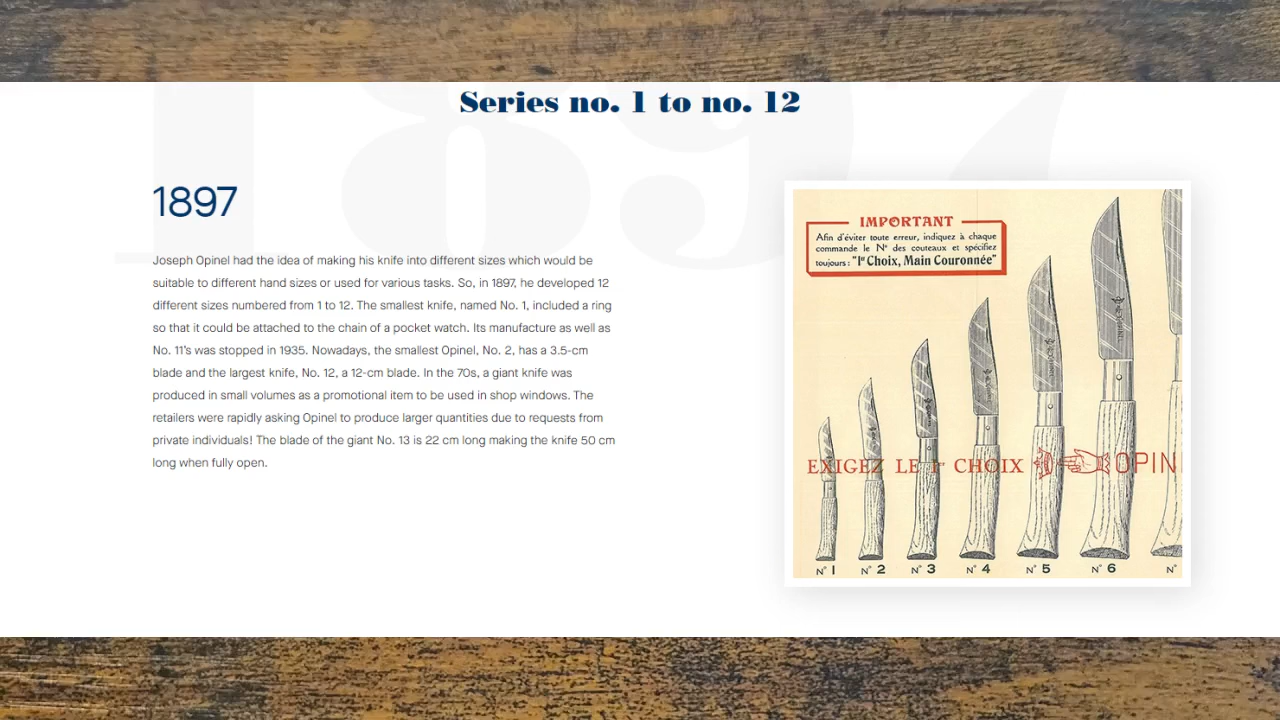 Series no. 1 to no. 12
1897
Joseph Opinel had the idea of making his knife into different sizes which would be
suitable to different hand sizes or used for various tasks. So, in 1897, he developed 12
different sizes numbered from 1 to 12. The smallest knife, named No. 1, included a ring
so that it could be attached to the chain of a pocket watch. Its manufacture as well as
No. 11's was stopped in 1935. Nowadays, the smallest Opinel, No. 2, has a 3.5-cm
blade and the largest knife, No. 12, a 12-cm blade. In the 70s, a giant knife was
produced in small volumes as a promotional item to be used in shop windows. The
retailers were rapidly asking Opinel to produce larger quantities due to requests from
private individuals! The blade of the giant No. 13 is 22 cm long making the knife 50 cm
long when fully open.
1897
IMPORTANT
Afin d'éviter toute erreur, indiquez à chaque
commande le N° des couteaux et spécifiez
toujours : "1er Choix, Main Couronnée"
EXIGEZ LE 1er CHOIX OPIN
N° 1 N° 2 N° 3 N° 4 N° 5 N° 6 N°